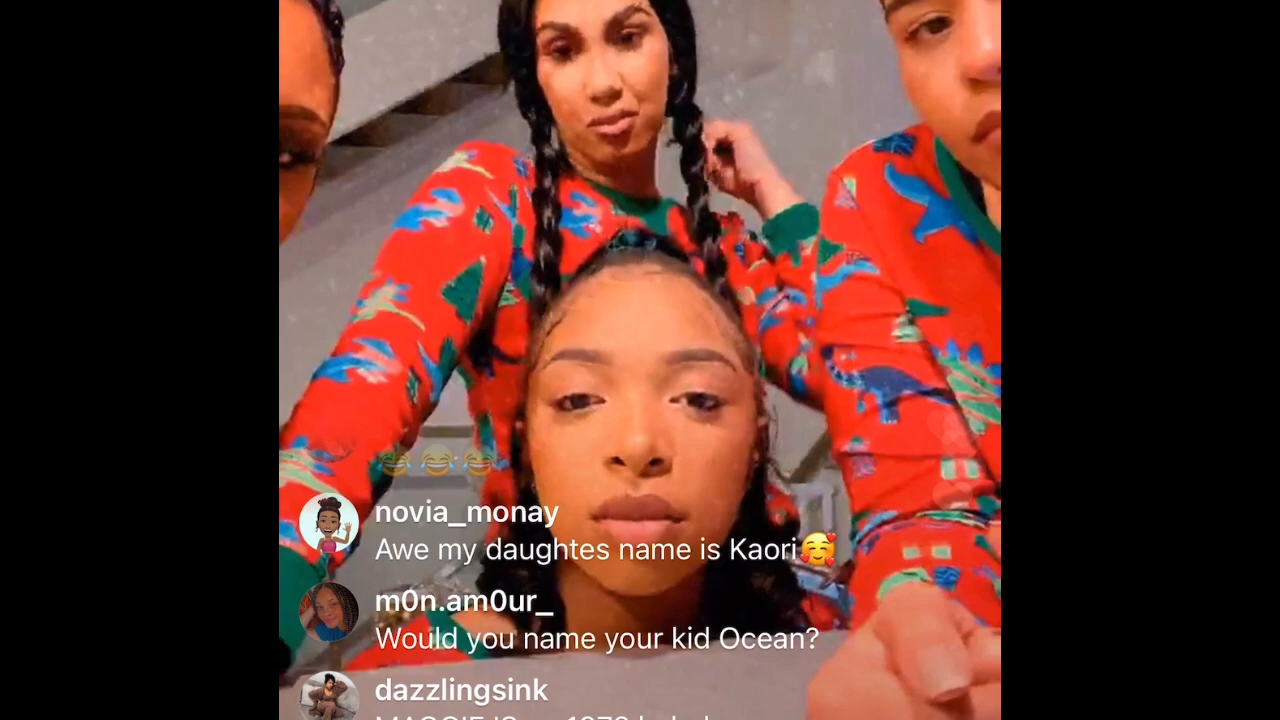 😂😂😂
novia_monay
Awe my daughtes name is Kaori🥰
m0n.am0ur_
Would you name your kid Ocean?
dazzlingsink